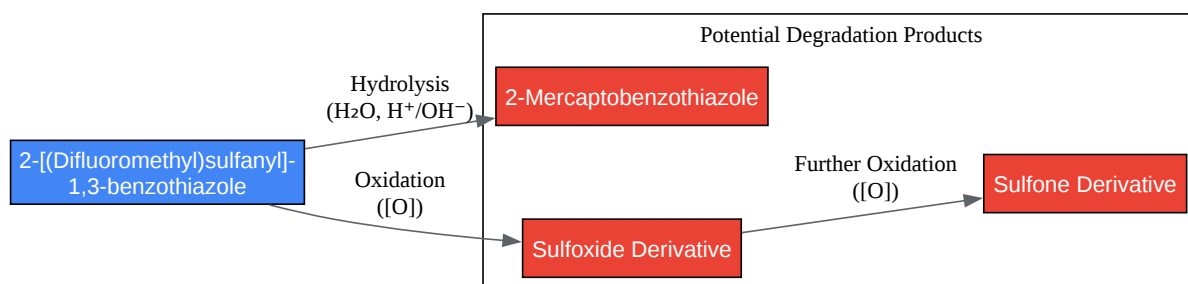 Potential Degradation Products
Hydrolysis
(H₂O, H⁺/OH⁻)
2-Mercaptobenzothiazole
2-[(Difluoromethyl)sulfanyl]-
1,3-benzothiazole
Oxidation
([O])
Further Oxidation
([O])
Sulfone Derivative
Sulfoxide Derivative